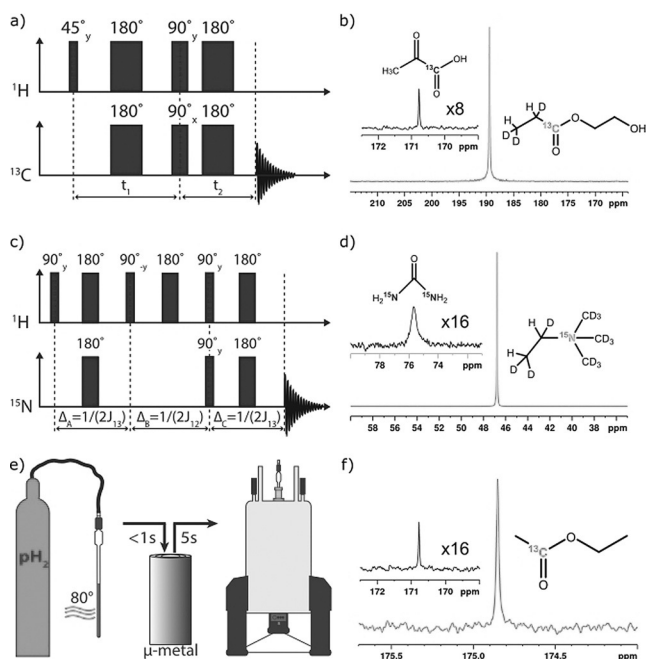 a)
45° y 180° 90° y 180°
¹H
180° 90° x 180°
¹³C
t₁ t₂
b)
O
OH
H₃C ¹³C
O
x8
172 171 170 ppm
H D
H
D D
¹³C
O
O
OH
210 205 200 195 190 185 180 175 170 ppm
c)
90° y 180° 90° -y 180° 90° y 180°
¹H
180° 90° y 180°
¹⁵N
Δ_A=1/(2J₁₃) Δ_B=1/(2J₁₂) Δ_C=1/(2J₁₃)
d)
O
H₂¹⁵N ¹⁵NH₂
x16
78 76 74 ppm
H D CD₃
H ¹⁵N CD₃
D D CD₃
58 56 54 52 50 48 46 44 42 40 38 36 ppm
e)
pH₂
80°
<1s 5s
μ-metal
f)
x16
172 171 170 ppm
¹³C O
O
175.5 175.0 174.5 ppm